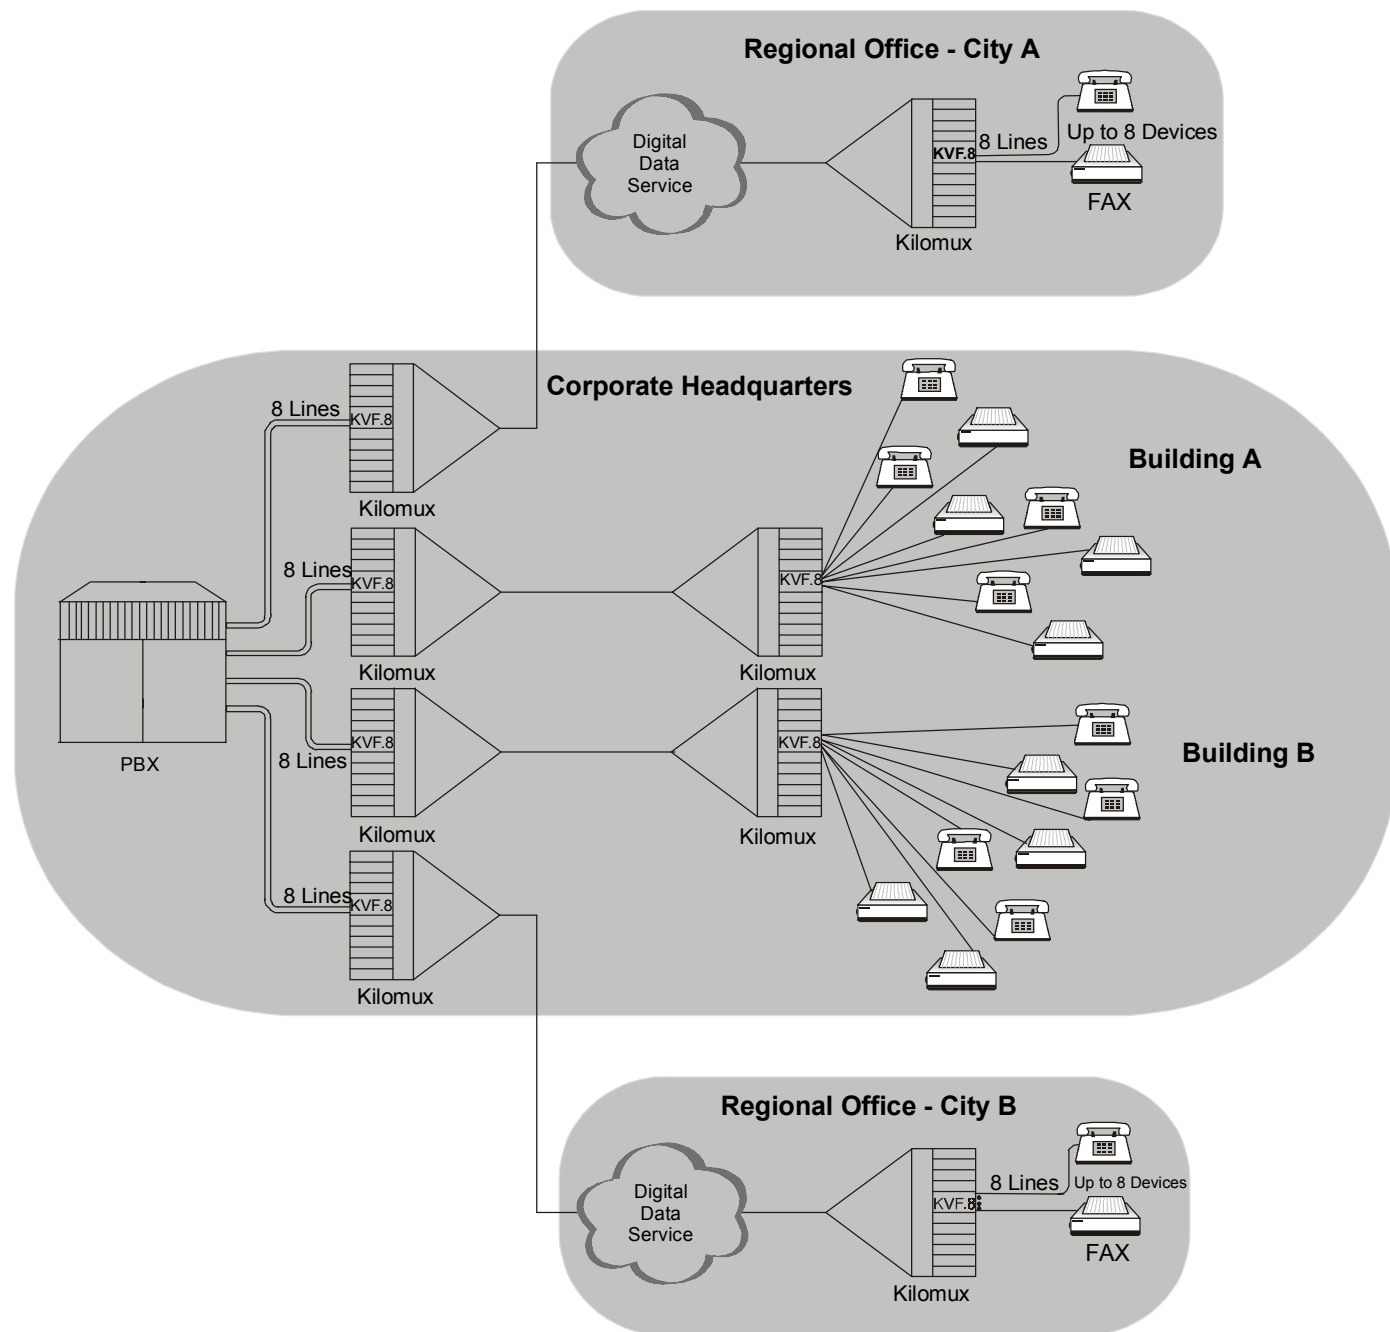 Regional Office - City A
Digital
Data
Service
KVF.8
8 Lines
Up to 8 Devices
FAX
Kilomux
Corporate Headquarters
8 Lines
KVF.8
Kilomux
Building A
8 Lines
KVF.8
KVF.8
Kilomux
Kilomux
PBX
8 Lines
KVF.8
KVF.8
Building B
Kilomux
Kilomux
8 Lines
KVF.8
Kilomux
Regional Office - City B
Digital
Data
Service
KVF.8
8 Lines
Up to 8 Devices
FAX
Kilomux